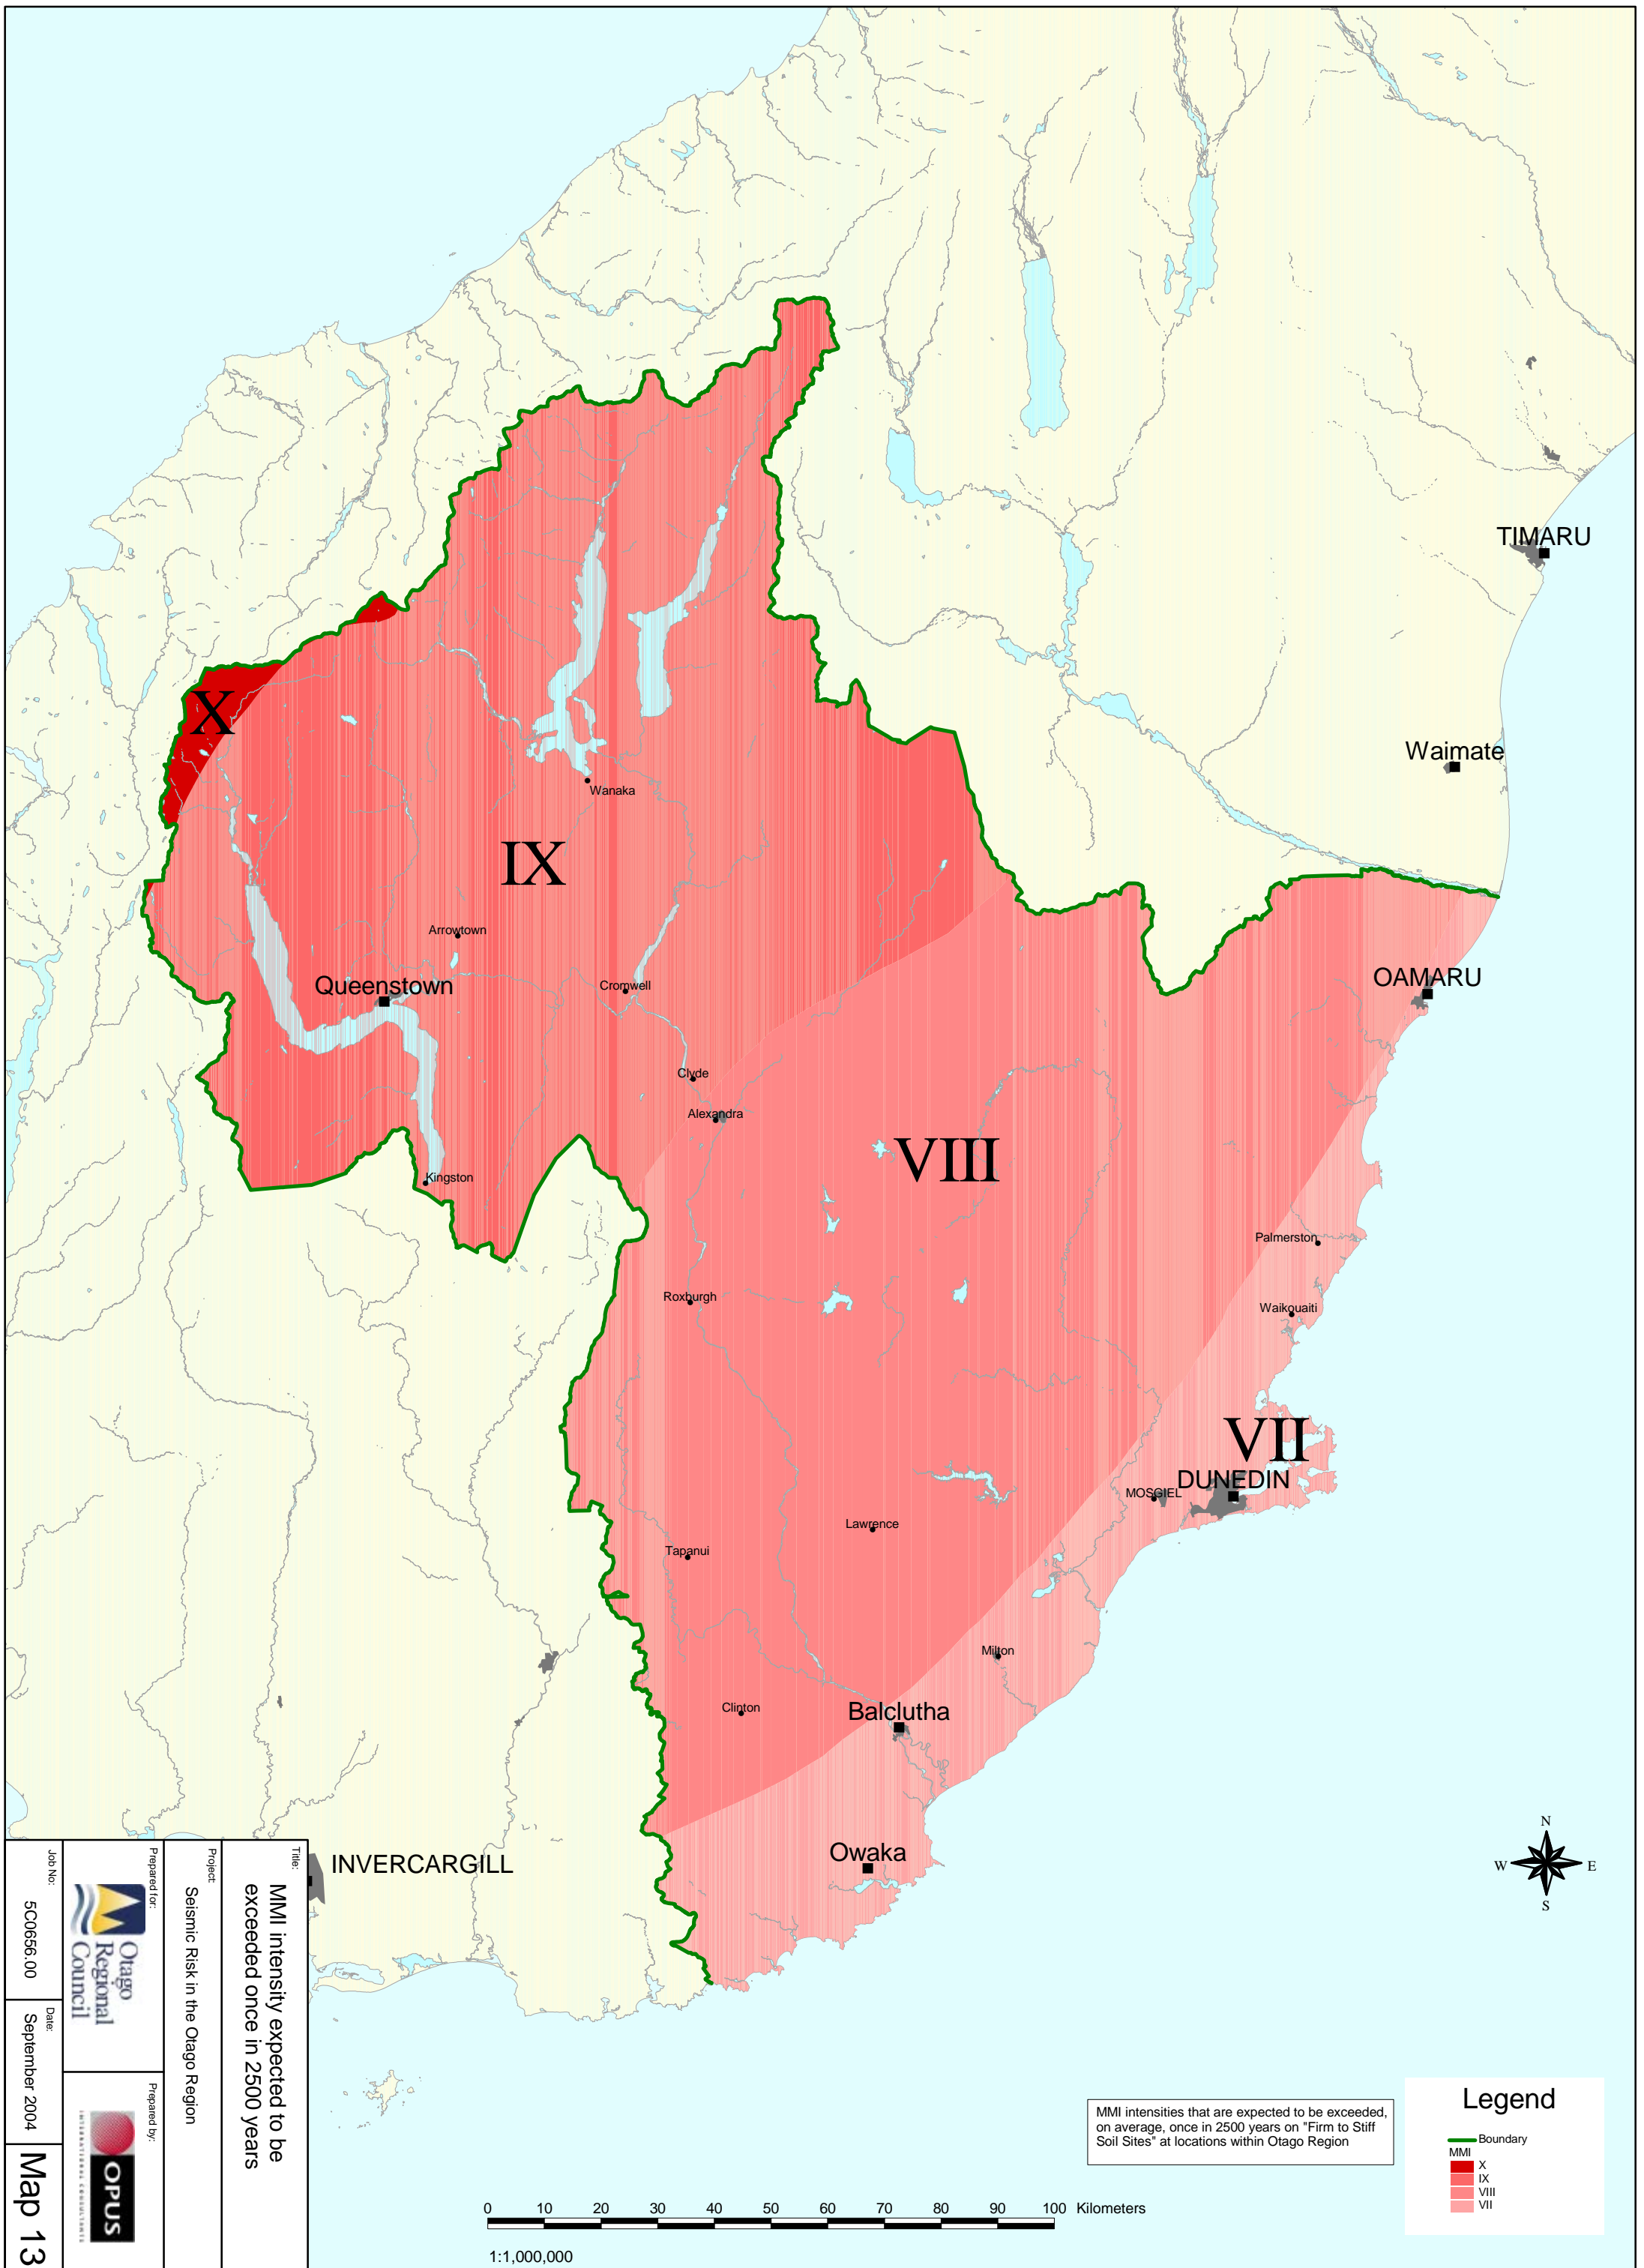 TIMARU
Waimate
X
Wanaka
IX
Arrowtown
Queenstown
Cromwell
OAMARU
Clyde
Alexandra
VIII
Kingston
Palmerston
Roxburgh
Waikouaiti
VII
DUNEDIN
MOSGIEL
Lawrence
Tapanui
Milton
Clinton
Balclutha
Owaka
INVERCARGILL
N
W
E
S
Title:
MMI intensity expected to be
exceeded once in 2500 years
Project:
Seismic Risk in the Otago Region
Prepared for:
Otago
Regional
Council
Prepared by:
OPUS
INTERNATIONAL CONSULTANTS
Job No:
5C0656.00
Date:
September 2004
Map 13
MMI intensities that are expected to be exceeded,
on average, once in 2500 years on "Firm to Stiff
Soil Sites" at locations within Otago Region
Legend
Boundary
MMI
X
IX
VIII
VII
0 10 20 30 40 50 60 70 80 90 100 Kilometers
1:1,000,000